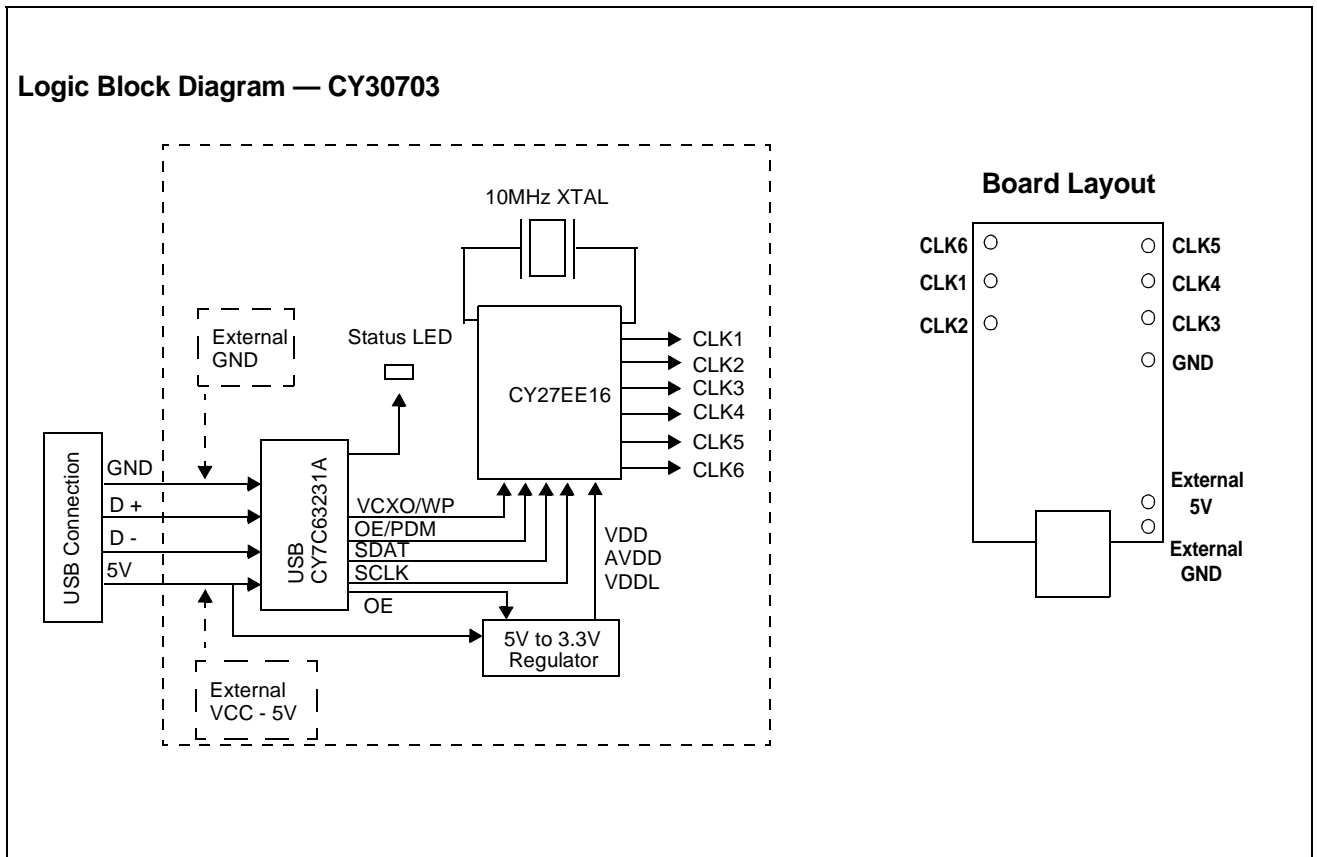 Logic Block Diagram — CY30703
10MHz XTAL
External
GND
Status LED
CY27EE16
CLK1
CLK2
CLK3
CLK4
CLK5
CLK6
USB Connection
GND
D +
D -
5V
USB
CY7C63231A
VCXO/WP
OE/PDM
SDAT
SCLK
OE
VDD
AVDD
VDDL
5V to 3.3V
Regulator
External
VCC - 5V
Board Layout
CLK6
CLK1
CLK2
CLK5
CLK4
CLK3
GND
External
5V
External
GND